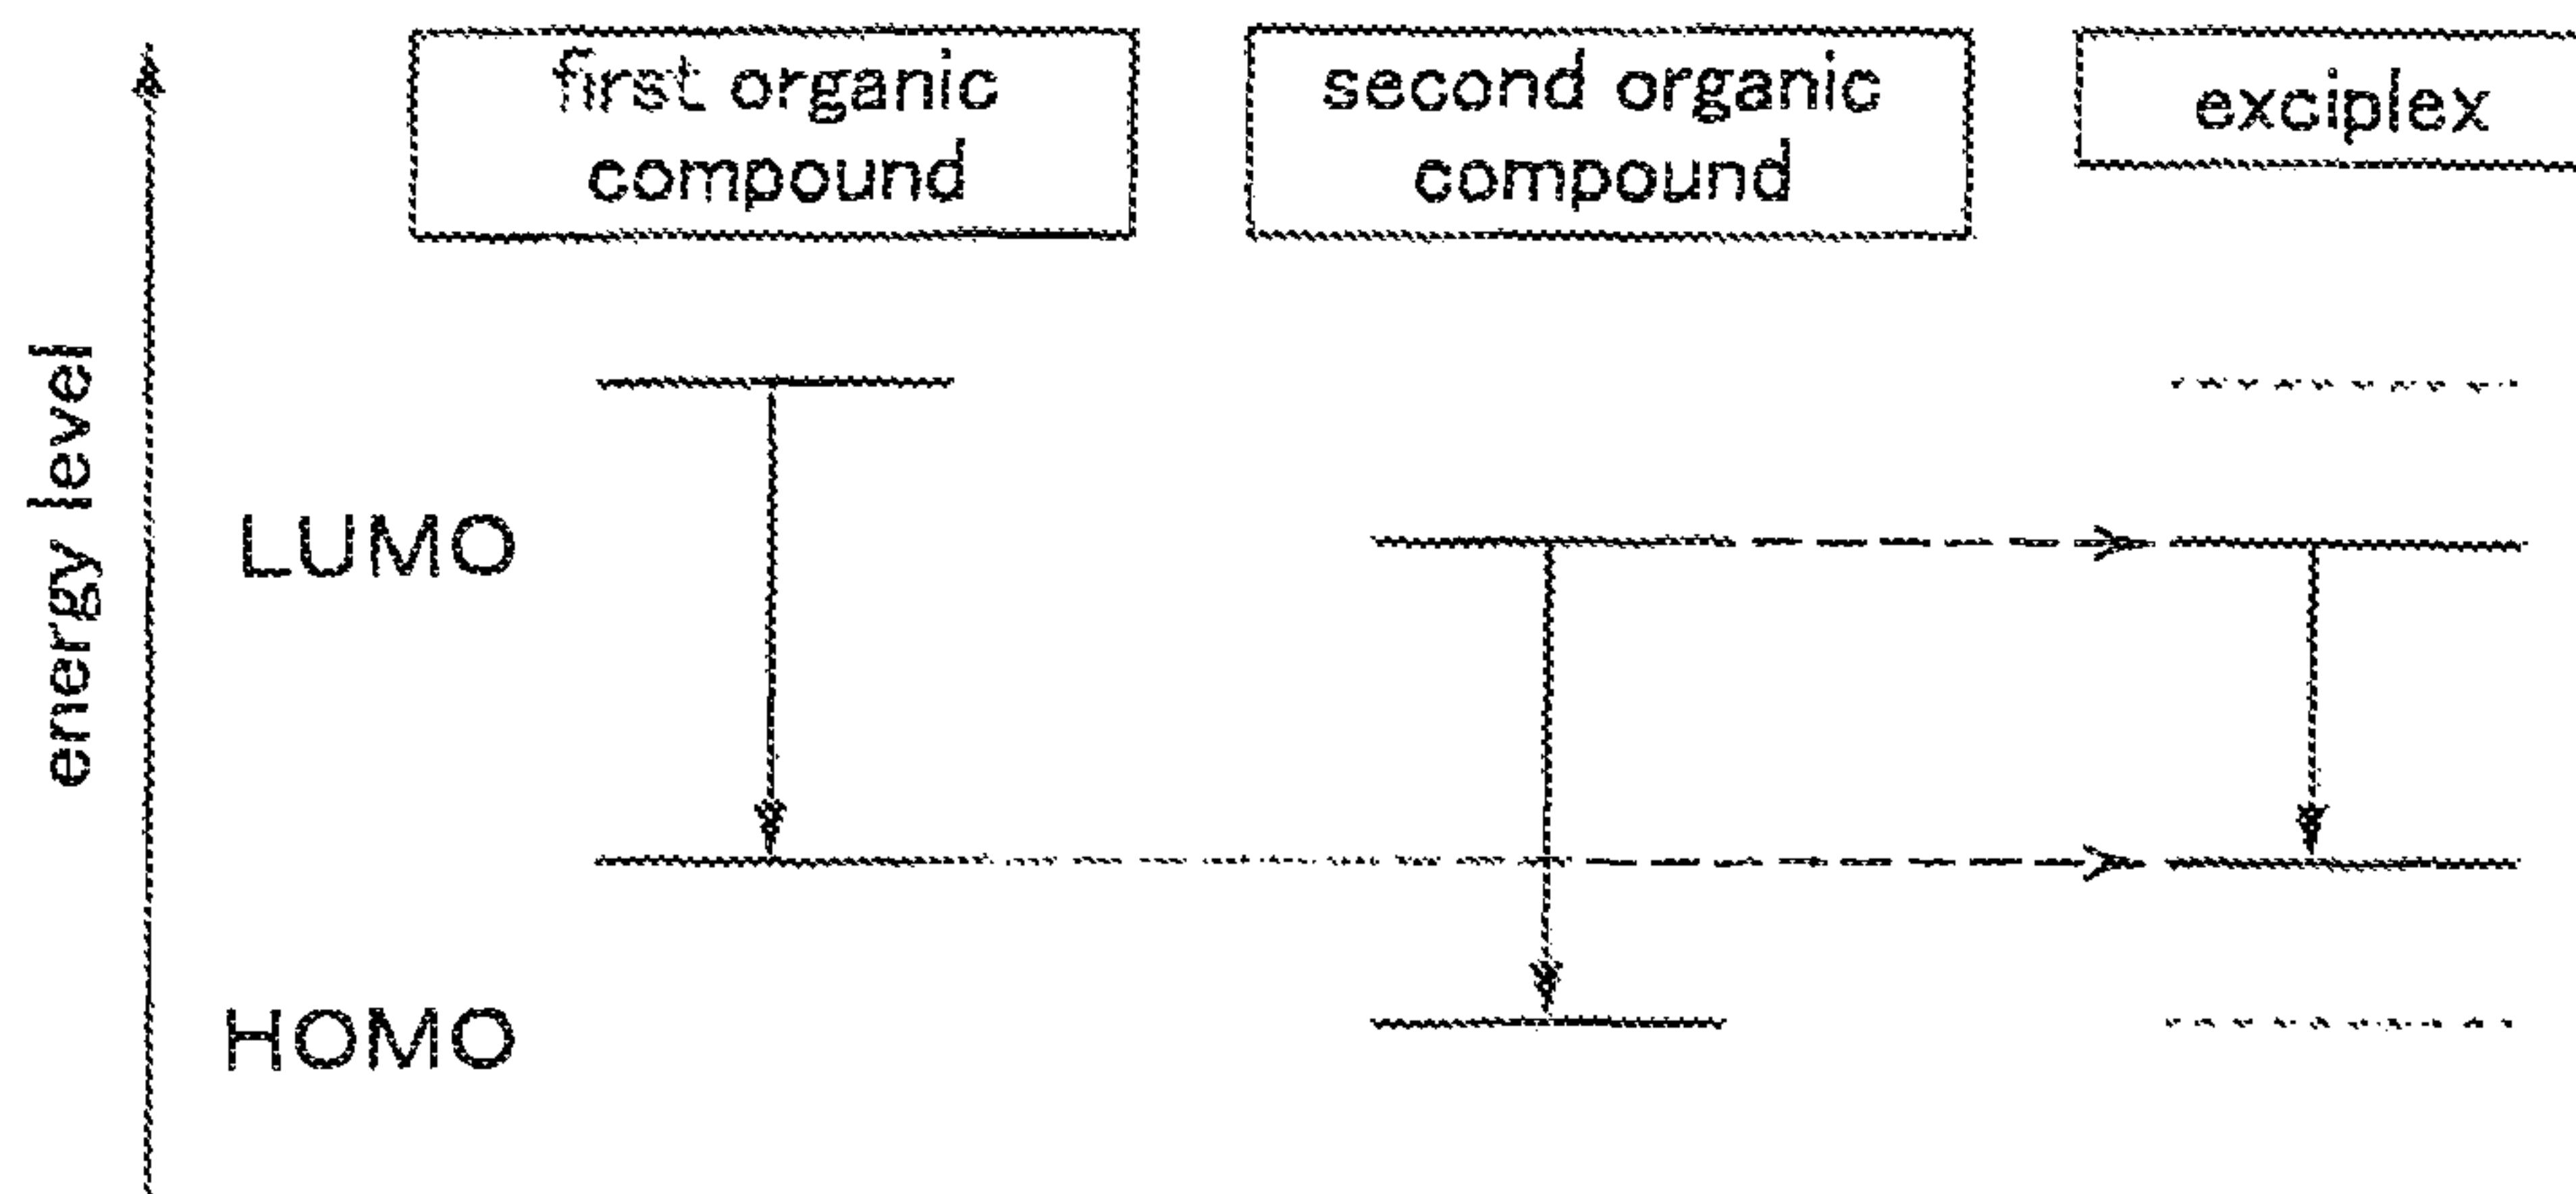 first organic
compound
second organic
compound
exciplex
energy level
LUMO
HOMO